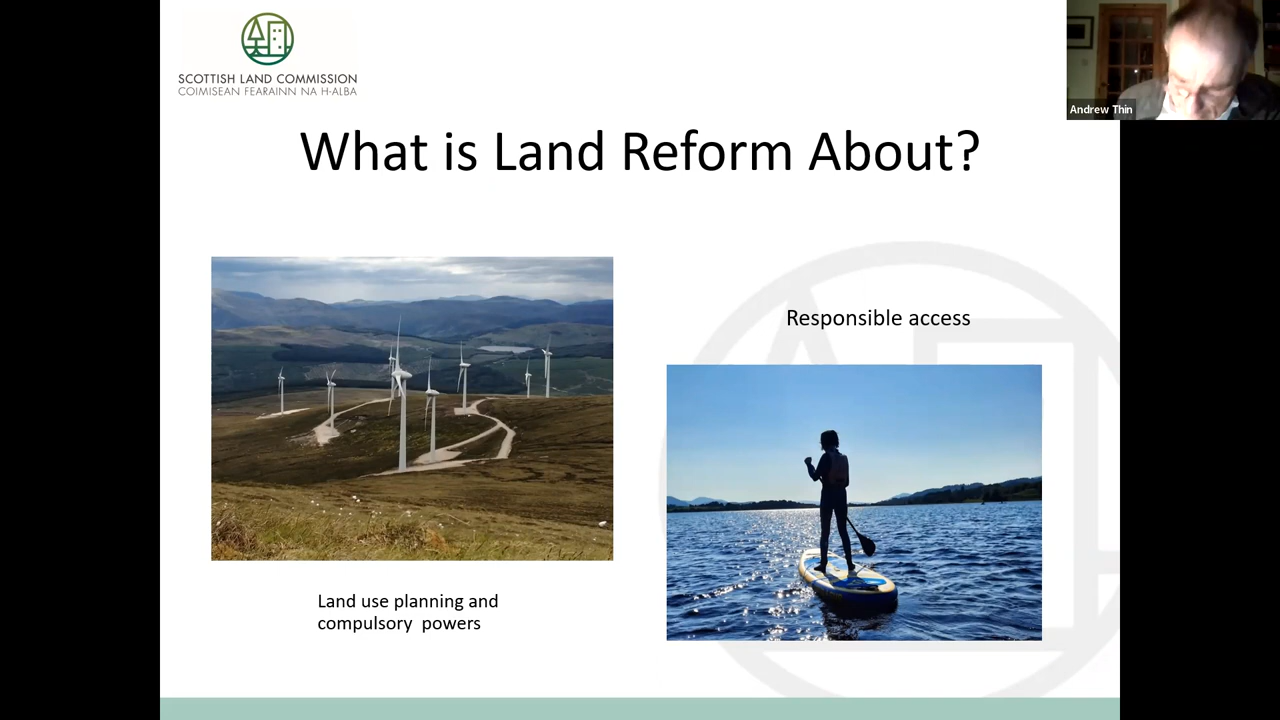 SCOTTISH LAND COMMISSION
COIMISEAN FEARAINN NA H-ALBA
Andrew Thin
What is Land Reform About?
Responsible access
Land use planning and
compulsory  powers